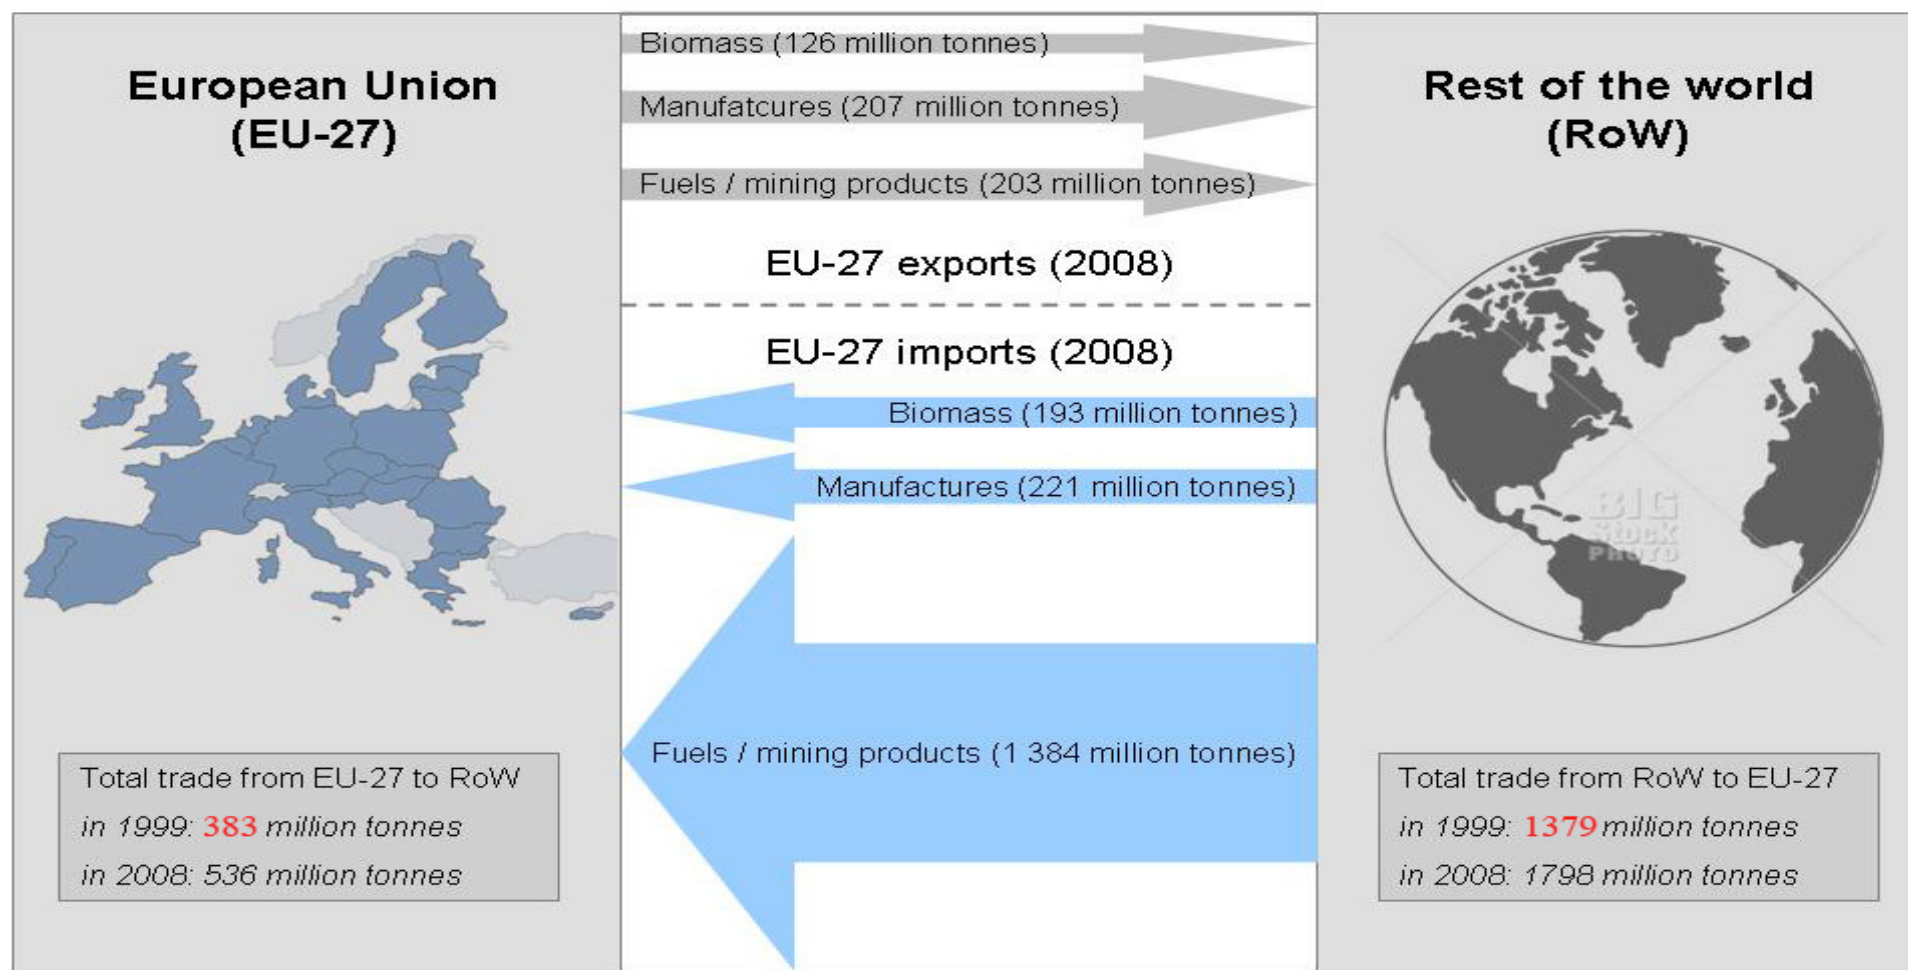 European Union
(EU-27)
Total trade from EU-27 to RoW
in 1999: 383 million tonnes
in 2008: 536 million tonnes
Biomass (126 million tonnes)
Manufatcures (207 million tonnes)
Fuels / mining products (203 million tonnes)
EU-27 exports (2008)
EU-27 imports (2008)
Biomass (193 million tonnes)
Manufactures (221 million tonnes)
Fuels / mining products (1 384 million tonnes)
Rest of the world
(RoW)
BIG
Stock
PHOTO
Total trade from RoW to EU-27
in 1999: 1379 million tonnes
in 2008: 1798 million tonnes